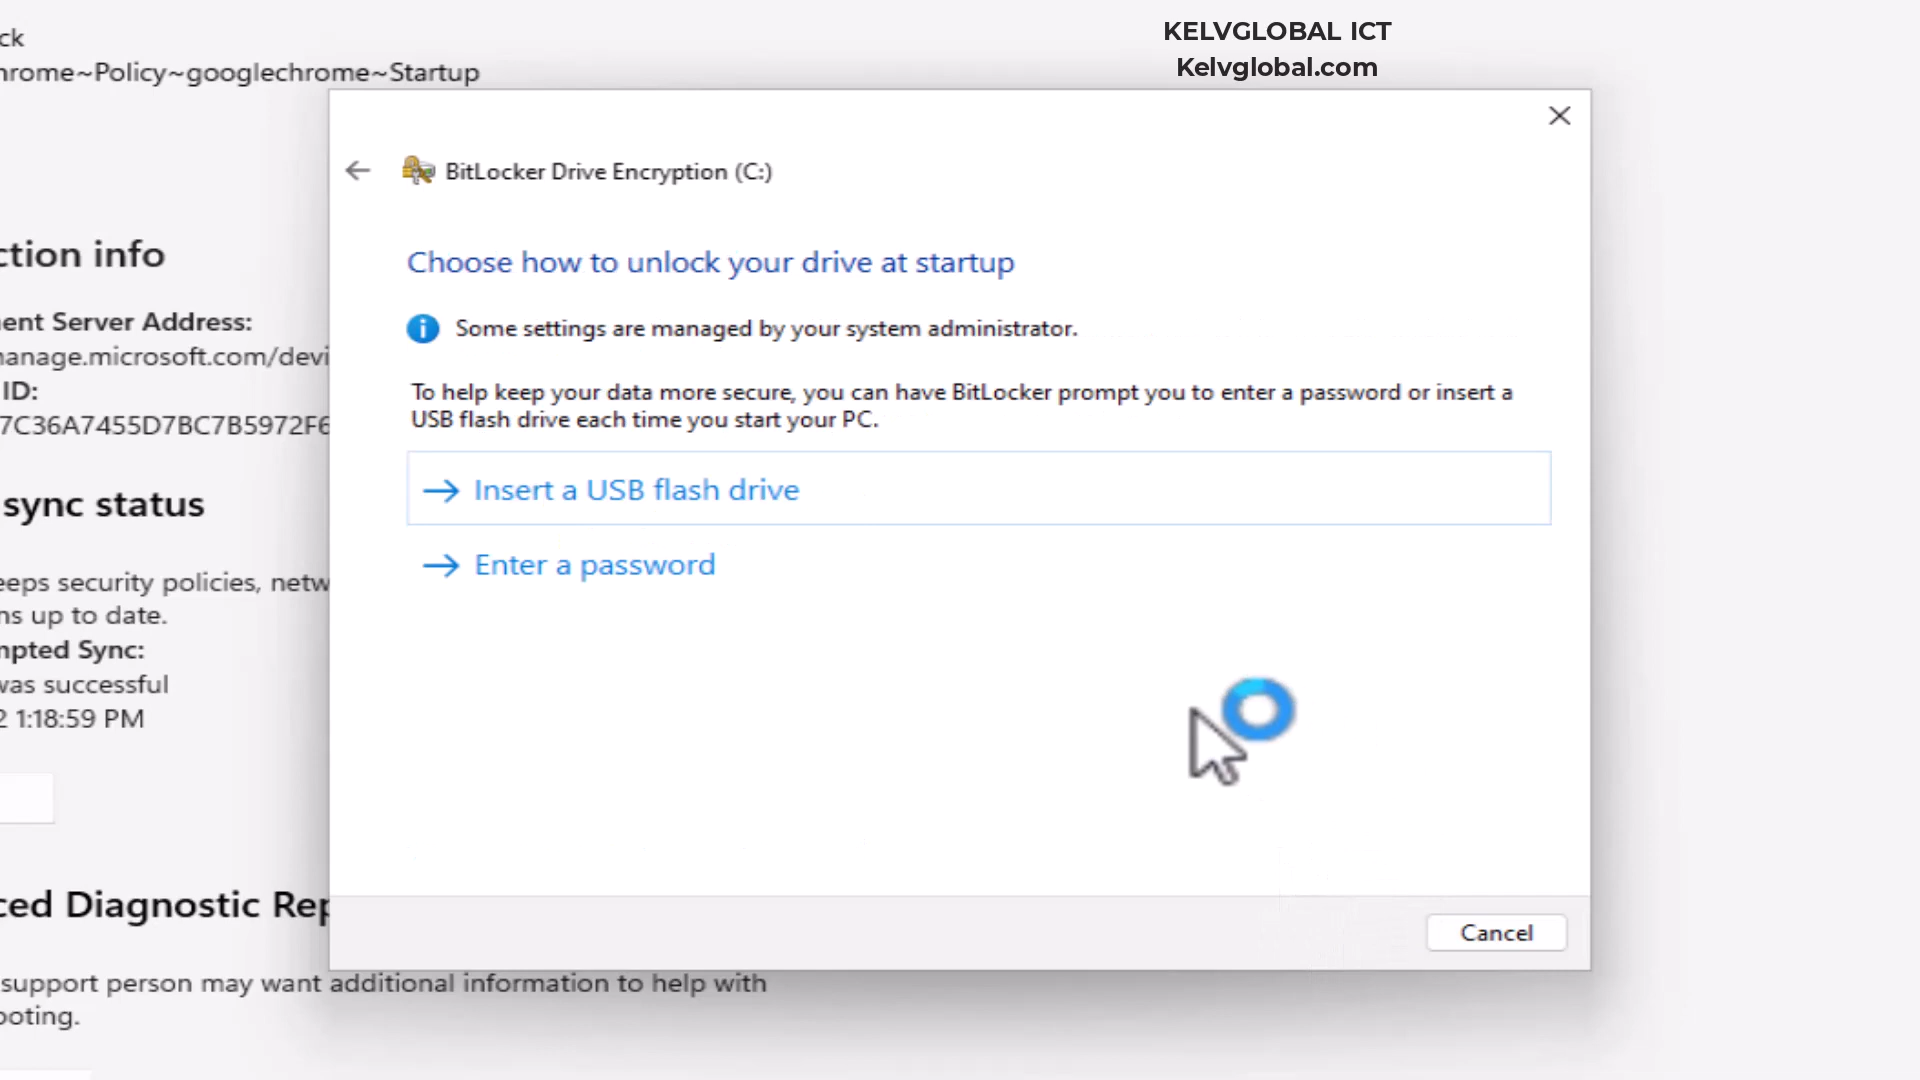 KELVGLOBAL ICT
Kelvglobal.com
ck
hrome~Policy~googlechrome~Startup
BitLocker Drive Encryption (C:)
Choose how to unlock your drive at startup
Some settings are managed by your system administrator.
To help keep your data more secure, you can have BitLocker prompt you to enter a password or insert a
USB flash drive each time you start your PC.
Insert a USB flash drive
Enter a password
Cancel
ction info
ent Server Address:
manage.microsoft.com/devi
ID:
7C36A7455D7BC7B5972F6
sync status
eeps security policies, netw
ns up to date.
mpted Sync:
was successful
2 1:18:59 PM
ced Diagnostic Rep
support person may want additional information to help with
ooting.